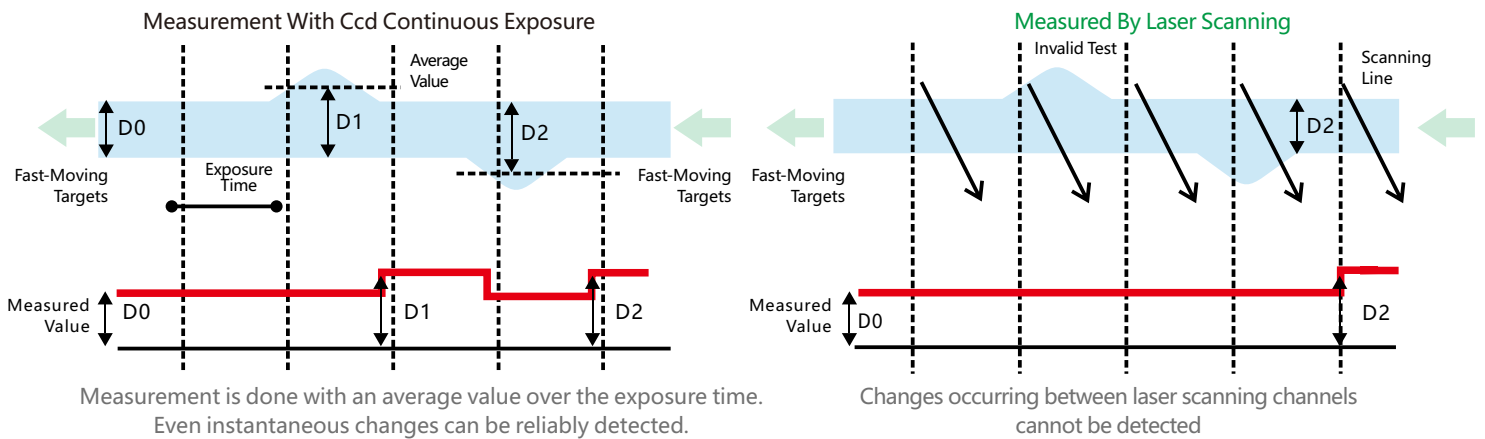 Measurement With Ccd Continuous Exposure
Average
Value
D0
D1
D2
Fast-Moving
Targets
Exposure
Time
Fast-Moving
Targets
Measured
Value
D0
D1
D2
Measurement is done with an average value over the exposure time.
Even instantaneous changes can be reliably detected.
Measured By Laser Scanning
Invalid Test
Scanning
Line
D2
Fast-Moving
Targets
Measured
Value
D0
D2
Changes occurring between laser scanning channels
cannot be detected